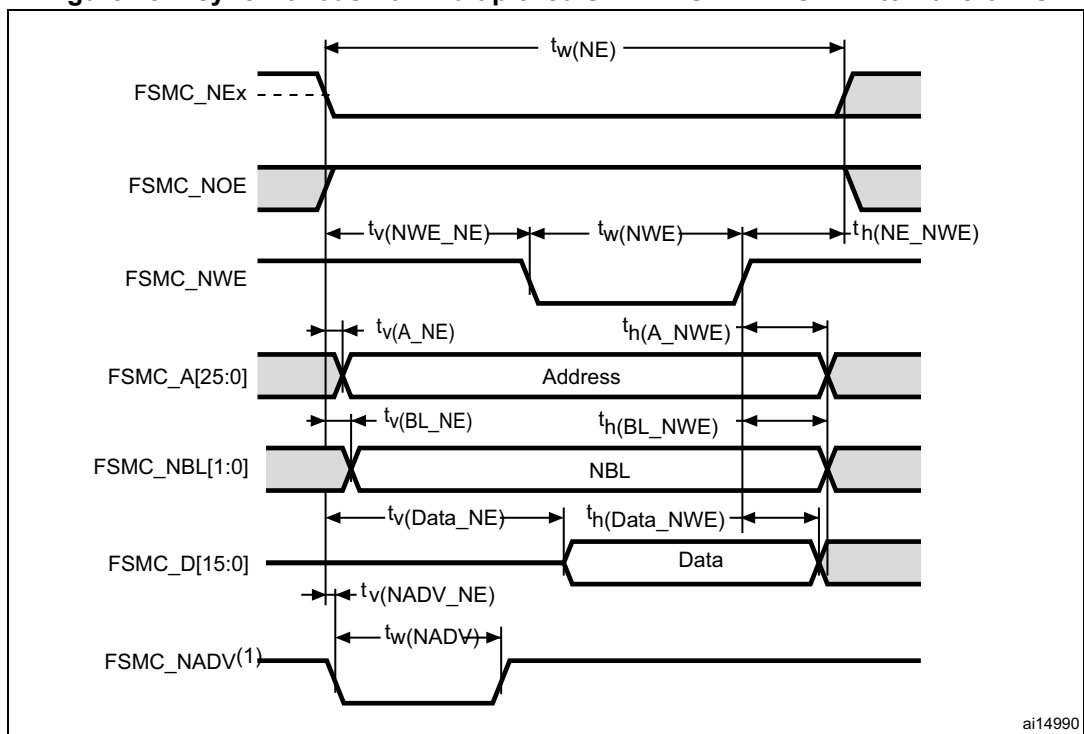 tw(NE)
FSMC_NEx
FSMC_NOE
tv(NWE_NE)
tw(NWE)
th(NE_NWE)
FSMC_NWE
tv(A_NE)
th(A_NWE)
FSMC_A[25:0]
Address
tv(BL_NE)
th(BL_NWE)
FSMC_NBL[1:0]
NBL
tv(Data_NE)
th(Data_NWE)
FSMC_D[15:0]
Data
tv(NADV_NE)
tw(NADV)
FSMC_NADV(1)
ai14990